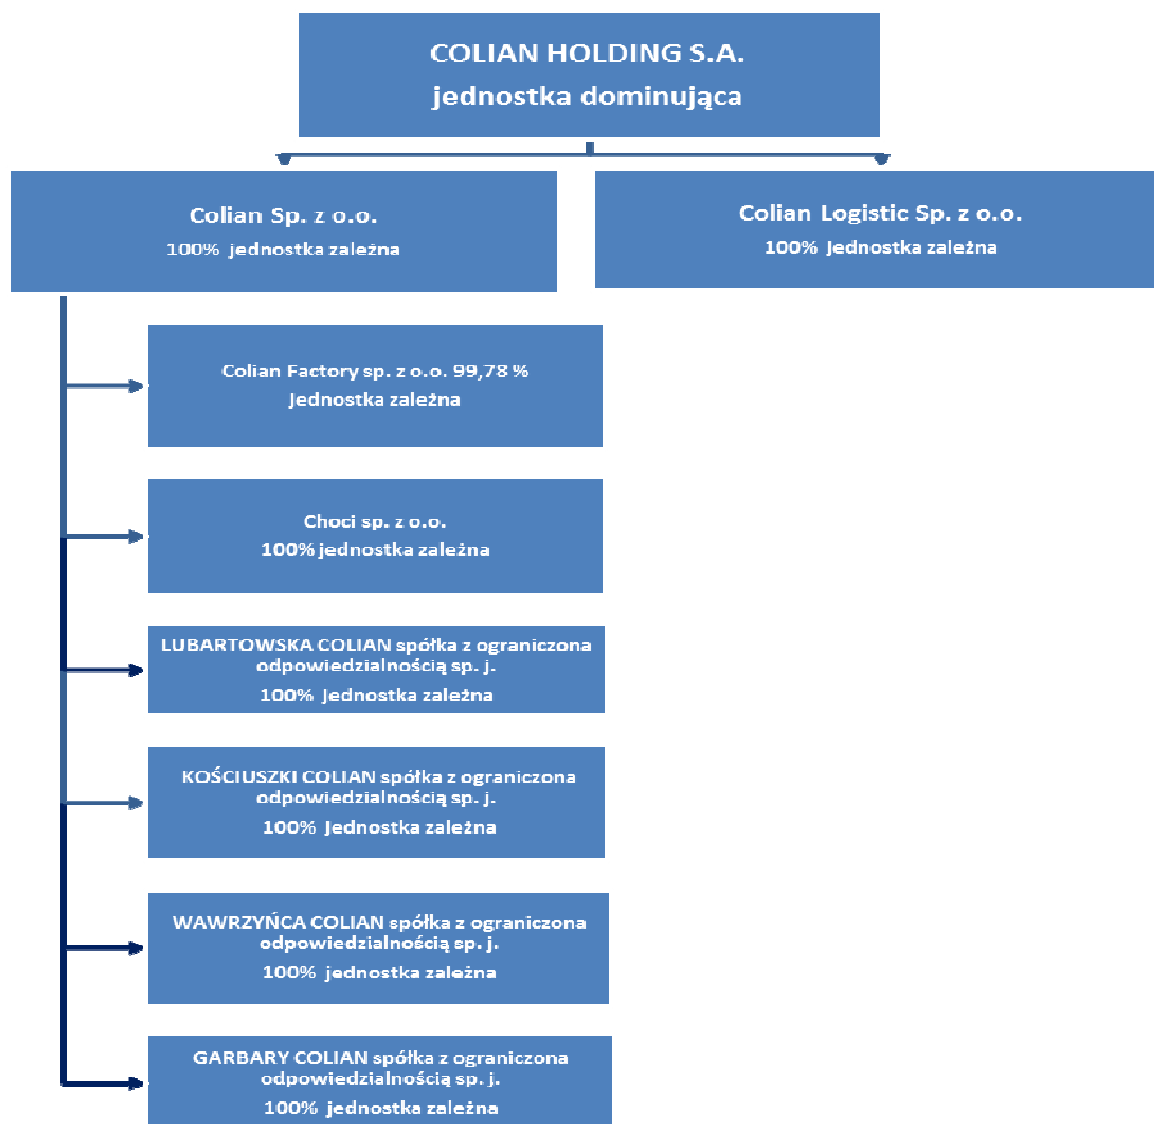 COLIAN HOLDING S.A.
jednostka dominująca
Colian Sp. z o.o.
100% jednostka zależna
Colian Logistic Sp. z o.o.
100% Jednostka zależna
Colian Factory sp. z o.o. 99,78 %
Jednostka zależna
Choci sp. z o.o.
100% jednostka zależna
LUBARTOWSKA COLIAN spółka z ograniczona
odpowiedzialnością sp. j.
100% Jednostka zależna
KOŚCIUSZKI COLIAN spółka z ograniczona
odpowiedzialnością sp. j.
100% Jednostka zależna
WAWRZYŃCA COLIAN spółka z ograniczona
odpowiedzialnością sp. j.
100% jednostka zależna
GARBARY COLIAN spółka z ograniczona
odpowiedzialnością sp. j.
100% jednostka zależna